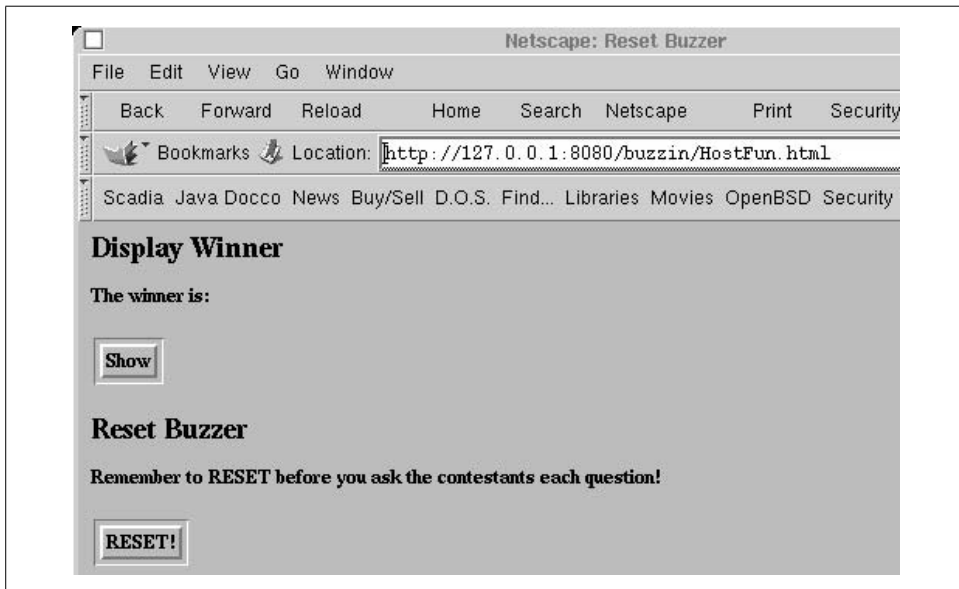 Netscape: Reset Buzzer
File Edit View Go Window
Back Forward Reload Home Search Netscape Print Security
Bookmarks Location: http://127.0.0.1:8080/buzzin/HostFun.html
Scadia Java Docco News Buy/Sell D.O.S. Find... Libraries Movies OpenBSD Security
Display Winner
The winner is:
Show
Reset Buzzer
Remember to RESET before you ask the contestants each question!
RESET!